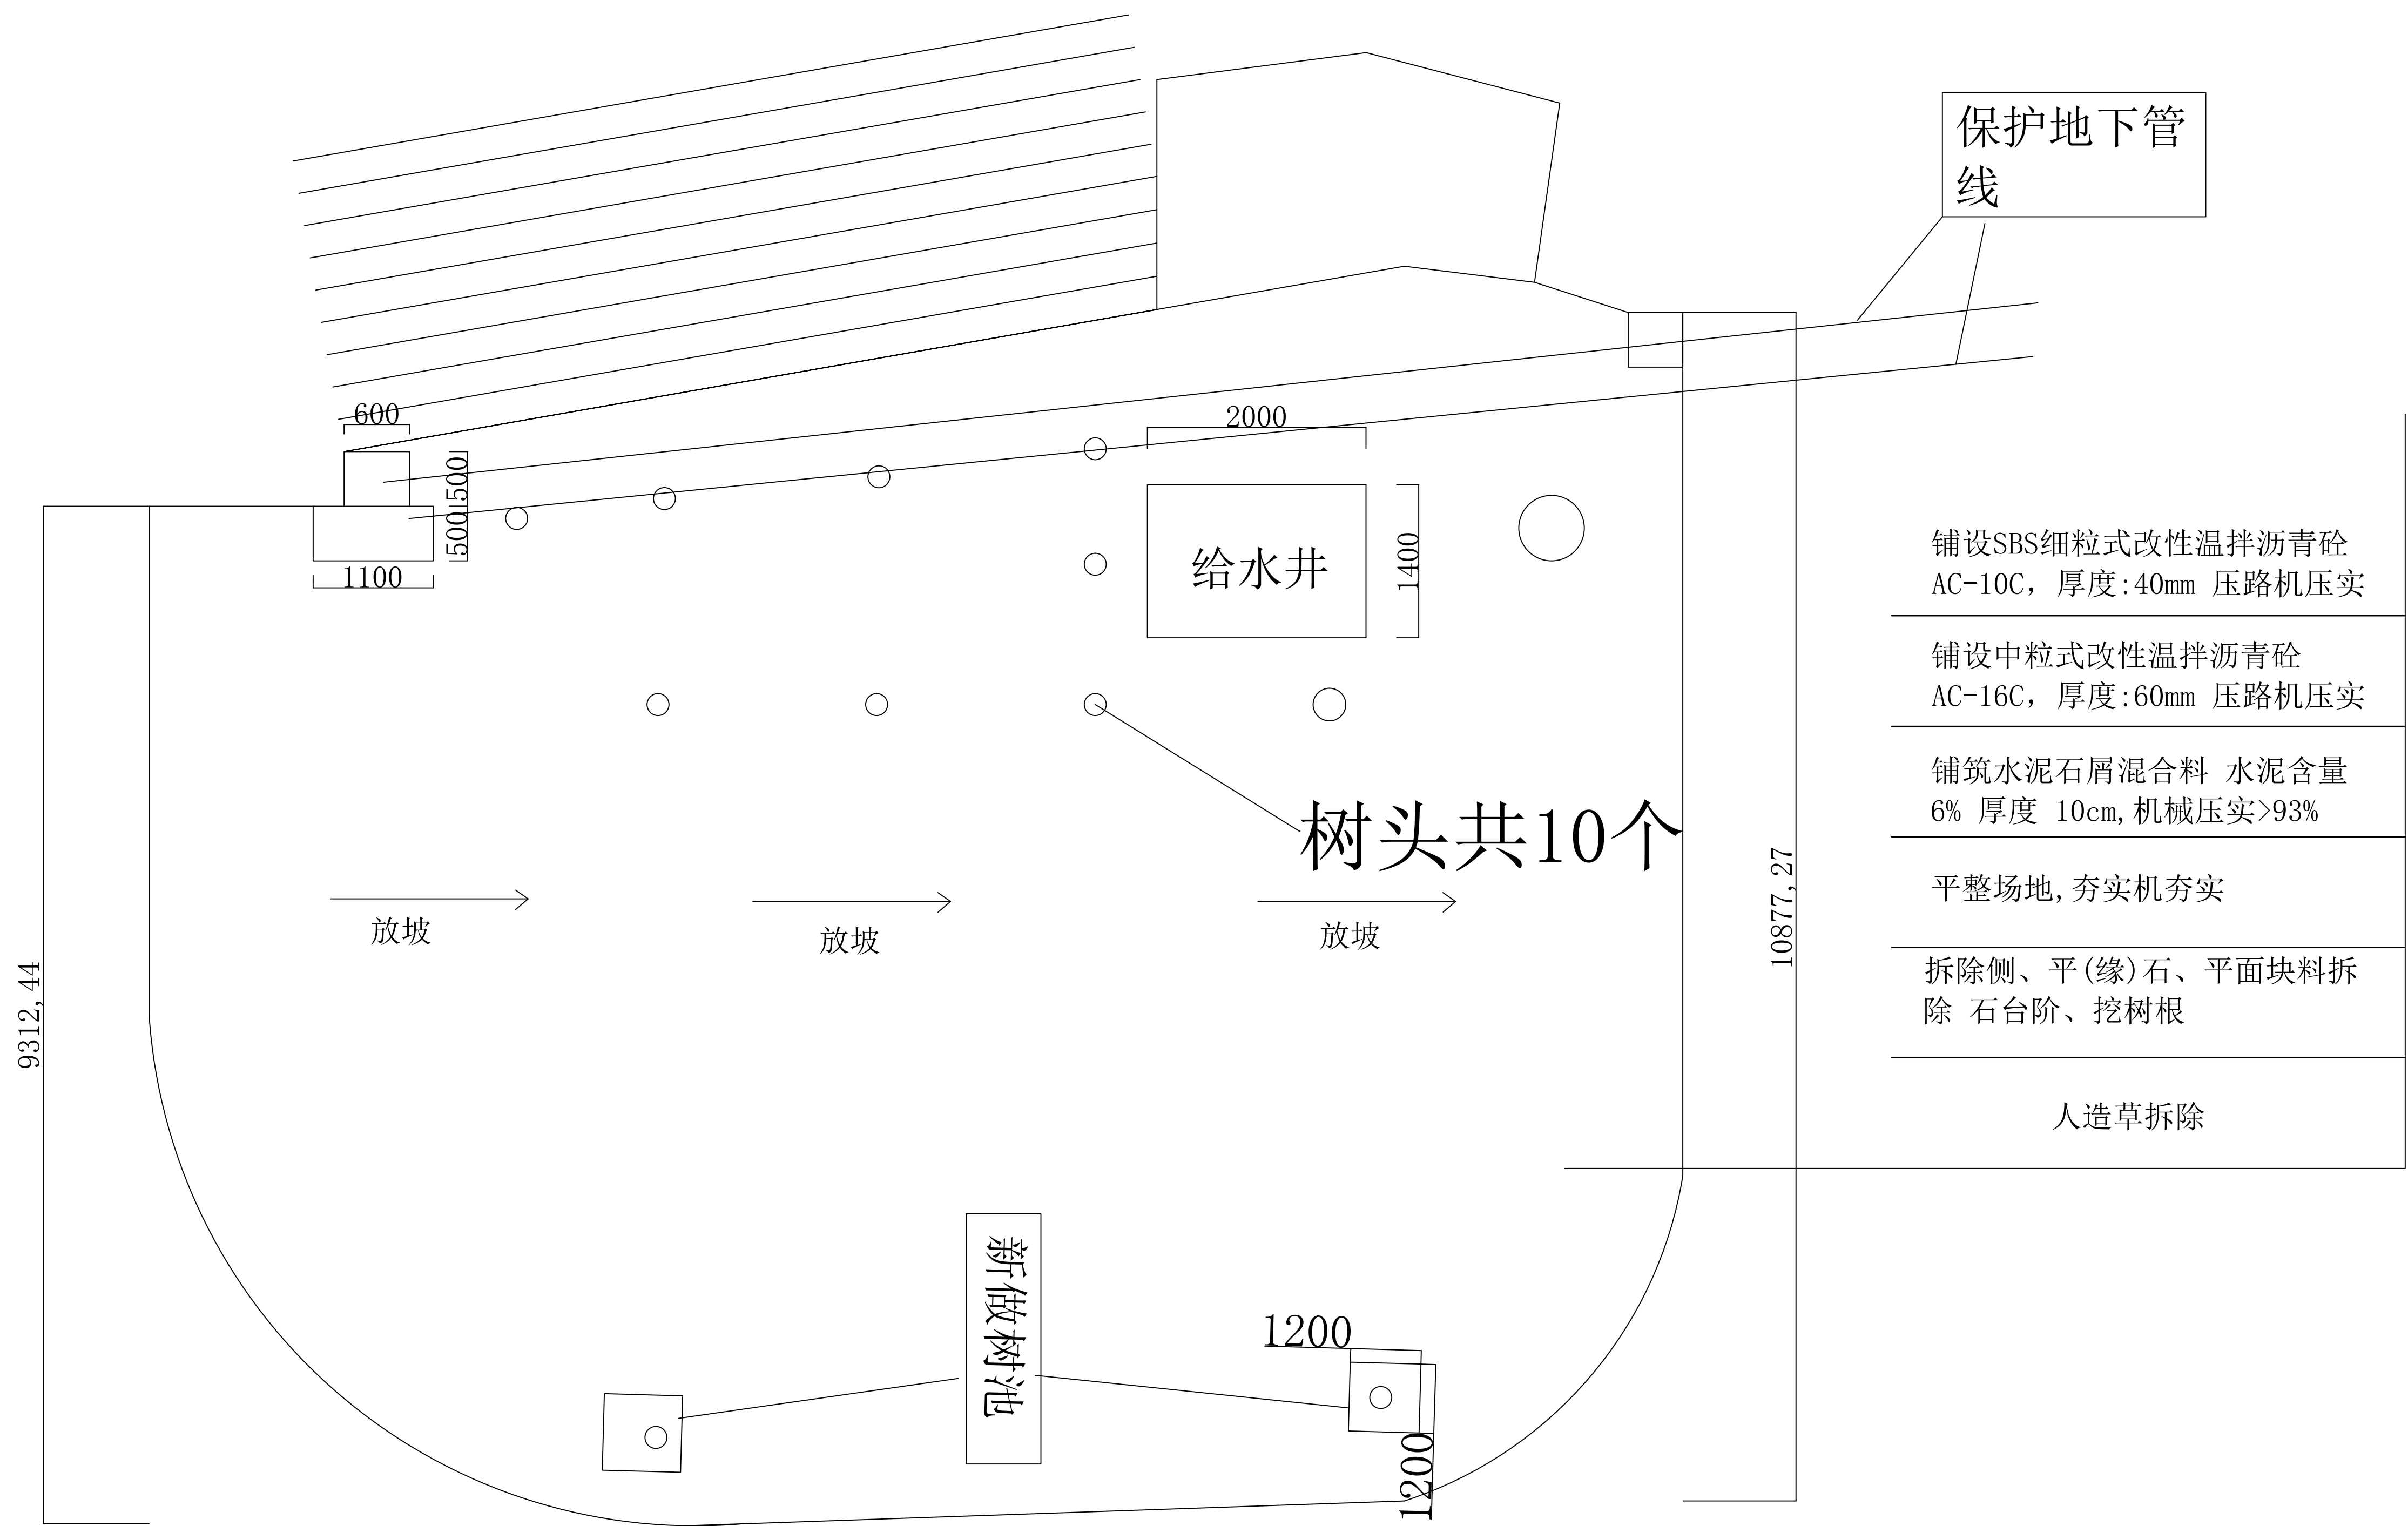 保护地下管
线
600
500
500
1100
2000
给水井
1400
树头共10个
放坡
放坡
放坡
9312,44
10877,27
铺设SBS细粒式改性温拌沥青砼
AC-10C, 厚度:40mm 压路机压实
铺设中粒式改性温拌沥青砼
AC-16C, 厚度:60mm 压路机压实
铺筑水泥石屑混合料 水泥含量
6% 厚度 10cm,机械压实>93%
平整场地,夯实机夯实
拆除侧、平(缘)石、平面块料拆
除 石台阶、挖树根
人造草拆除
新做树池
1200
1200